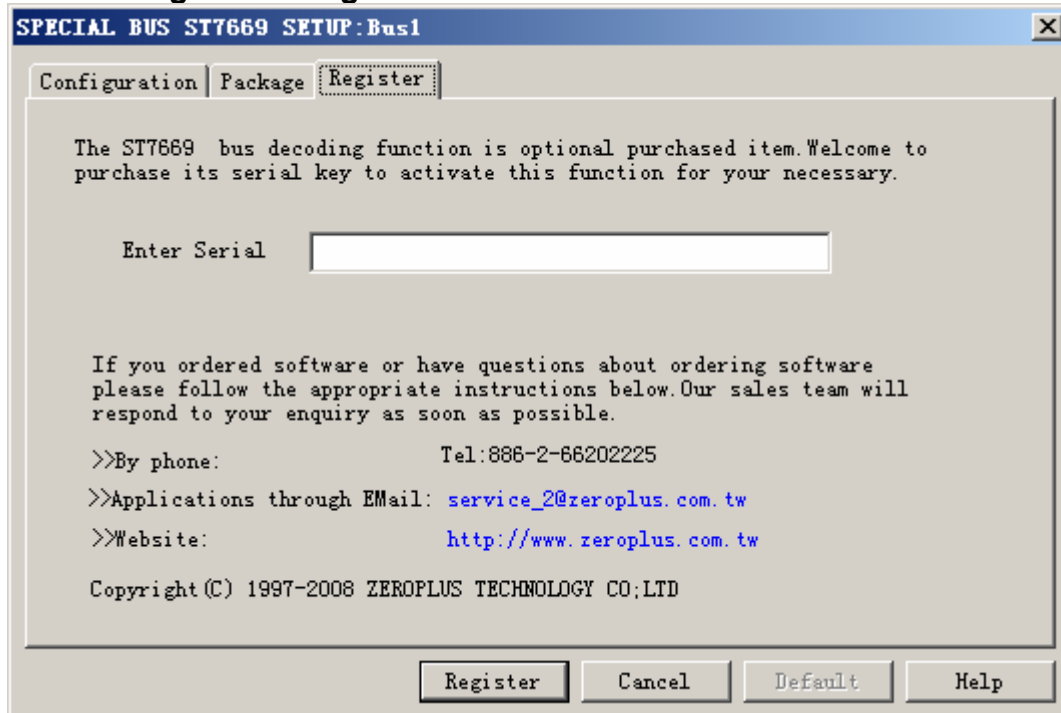 SPECIAL BUS ST7669 SETUP:Bus1
Configuration Package Register
The ST7669 bus decoding function is optional purchased item.Welcome to
purchase its serial key to activate this function for your necessary.
Enter Serial
If you ordered software or have questions about ordering software
please follow the appropriate instructions below.Our sales team will
respond to your enquiry as soon as possible.
>>By phone: Tel:886-2-66202225
>>Applications through EMail: service_2@zeroplus.com.tw
>>Website: http://www.zeroplus.com.tw
Copyright(C) 1997-2008 ZEROPLUS TECHNOLOGY CO;LTD
Register Cancel Default Help